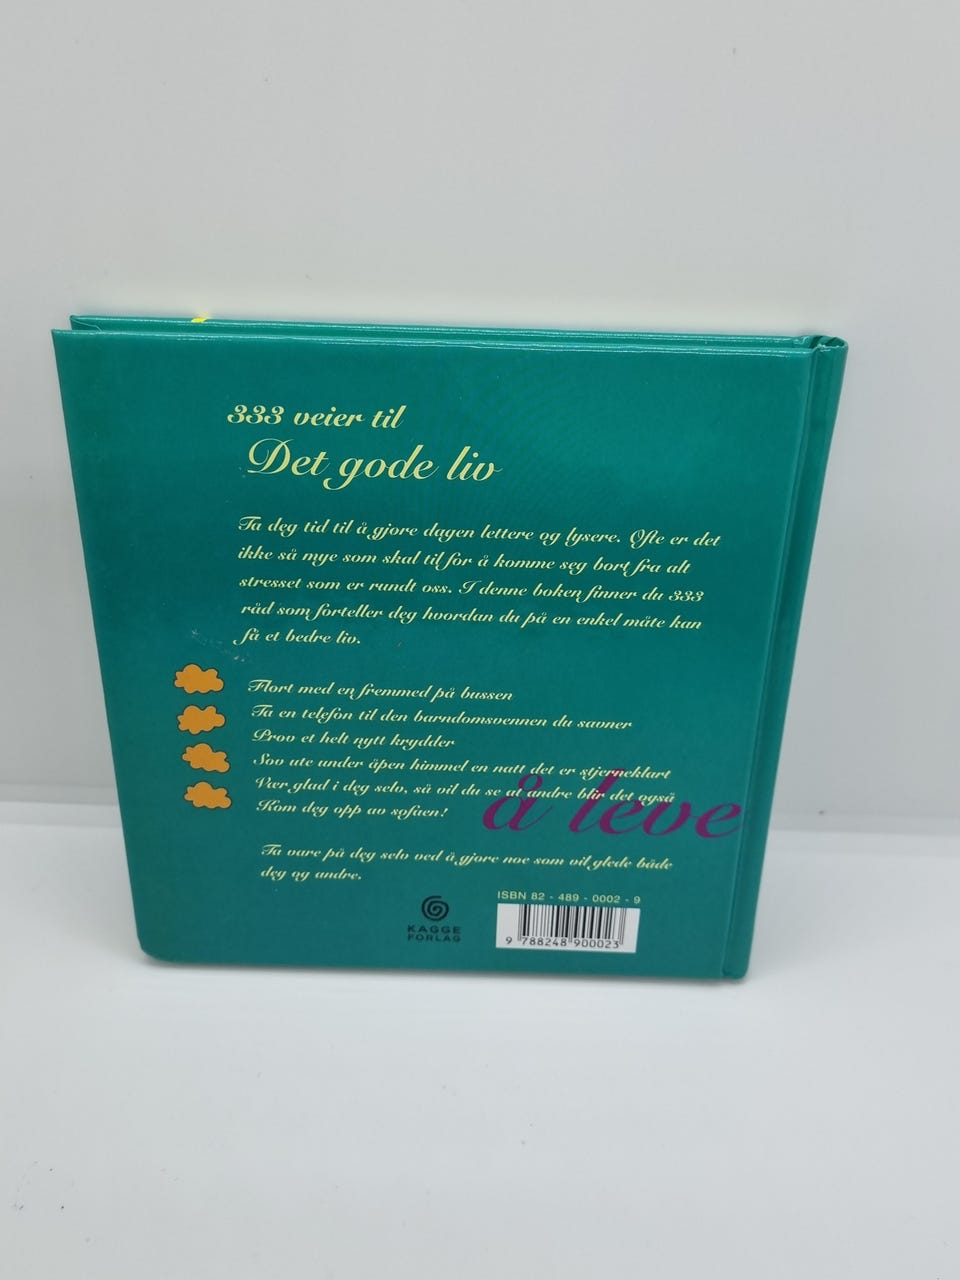 333 veier til
Det gode liv
Ta deg tid til å gjøre dagen lettere og lysere. Ofte er det
ikke så mye som skal til for å komme seg bort fra alt
stresset som er rundt oss. I denne boken finner du 333
råd som forteller deg hvordan du på en enkel måte kan
få et bedre liv.
Flørt med en fremmed på bussen
Ta en telefon til den barndomsvennen du savner
Prøv et helt nytt krydder
Sov ute under åpen himmel en natt det er stjerneklart
Vær glad i deg selv, så vil du se at andre blir det også
Kom deg opp av sofaen!
å leve
Ta vare på deg selv ved å gjøre noe som vil glede både
deg og andre.
KAGGE
FORLAG
ISBN 82 - 489 - 0002 - 9
9 788248 900023